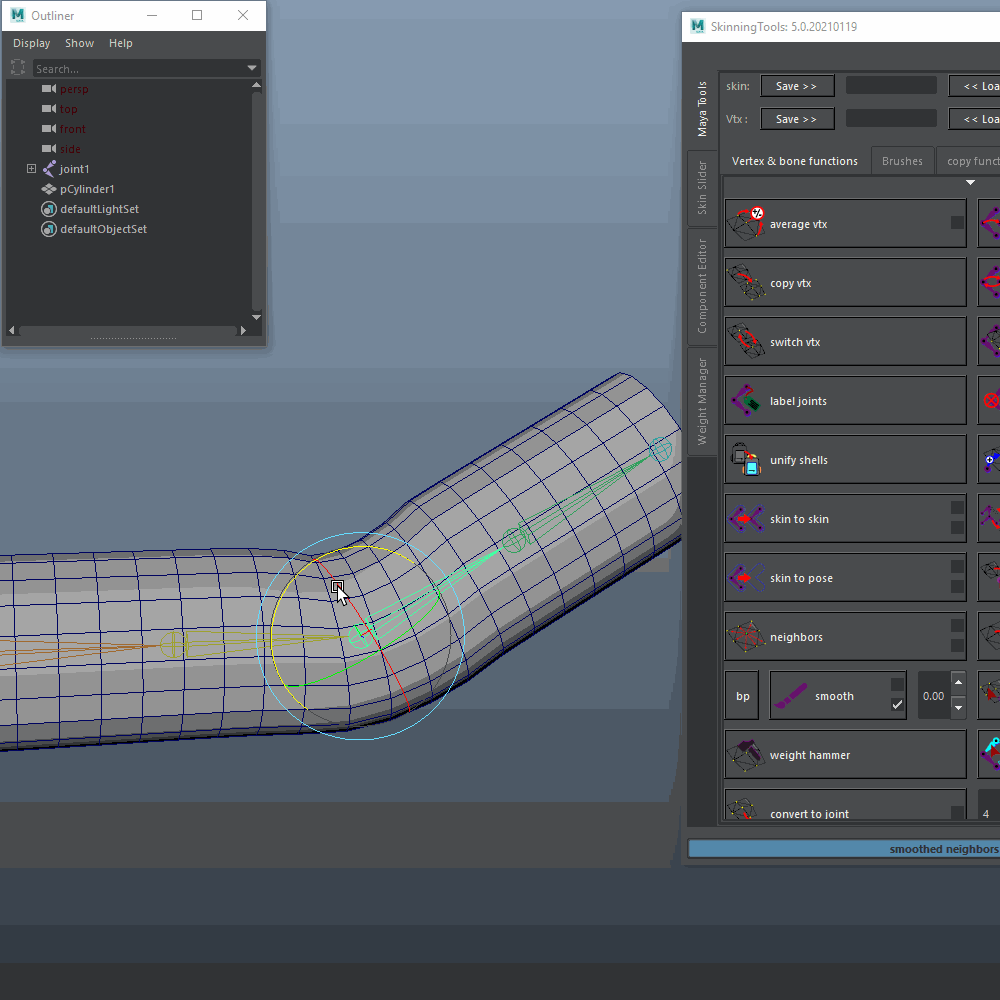 Outliner
Display Show Help
Search...
persp
top
front
side
joint1
pCylinder1
defaultLightSet
defaultObjectSet
SkinningTools: 5.0.20210119
Maya Tools
Skin Slider
Component Editor
Weight Manager
skin: Save >> << Loa
Vtx : Save >> << Loa
Vertex & bone functions Brushes copy funct
average vtx
copy vtx
switch vtx
label joints
unify shells
skin to skin
skin to pose
neighbors
bp smooth 0.00
weight hammer
convert to joint 4
smoothed neighbors